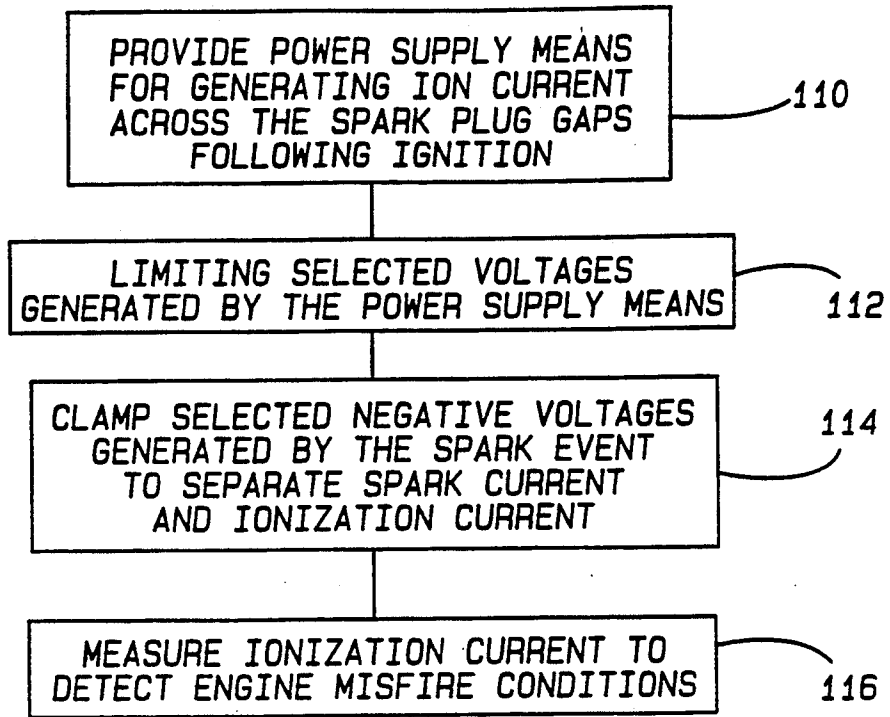 PROVIDE POWER SUPPLY MEANS
FOR GENERATING ION CURRENT
ACROSS THE SPARK PLUG GAPS
FOLLOWING IGNITION
110
LIMITING SELECTED VOLTAGES
GENERATED BY THE POWER SUPPLY MEANS
112
CLAMP SELECTED NEGATIVE VOLTAGES
GENERATED BY THE SPARK EVENT
TO SEPARATE SPARK CURRENT
AND IONIZATION CURRENT
114
MEASURE IONIZATION CURRENT TO
DETECT ENGINE MISFIRE CONDITIONS
116